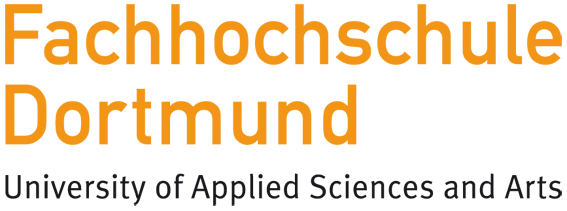 Fachhochschule
Dortmund
University of Applied Sciences and Arts